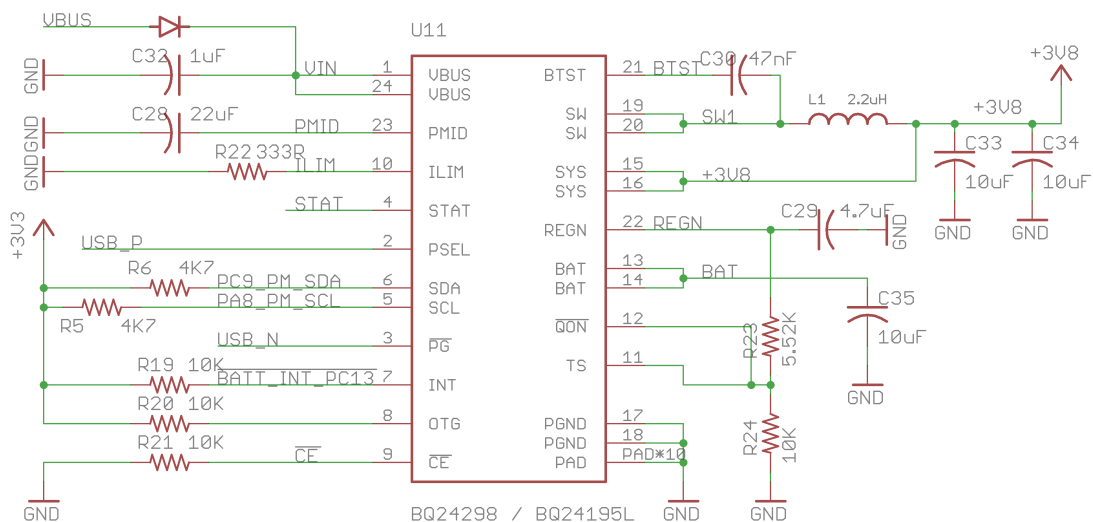 VBUS
U11
C32 1uF
C30 47nF
+3V8
GND
VIN
1 VBUS
BTST 21 BTST
24 VBUS
L1 2.2uH
+3V8
C28 22uF
SW 19
SW1
GND
PMID
23 PMID
SW 20
C33
C34
R22 333R
GND
ILIM
10 ILIM
SYS 15
+3V8
10uF
10uF
SYS 16
STAT
4 STAT
C29 4.7uF
GND
GND
GND
+3V3
USB_P
2 PSEL
REGN 22 REGN
R6 4K7
PC9_PM_SDA
6 SDA
BAT 13
BAT
PA8_PM_SCL
5 SCL
BAT 14
C35
R5 4K7
QON 12
10uF
USB_N
3 PG
R23
5.52K
R19 10K
BATT_INT_PC13
7 INT
TS 11
GND
R20 10K
8 OTG
PGND 17
R21 10K
PGND 18
R24
10K
CE
9 CE
PAD PAD*10
GND
BQ24298 / BQ24195L
GND
GND